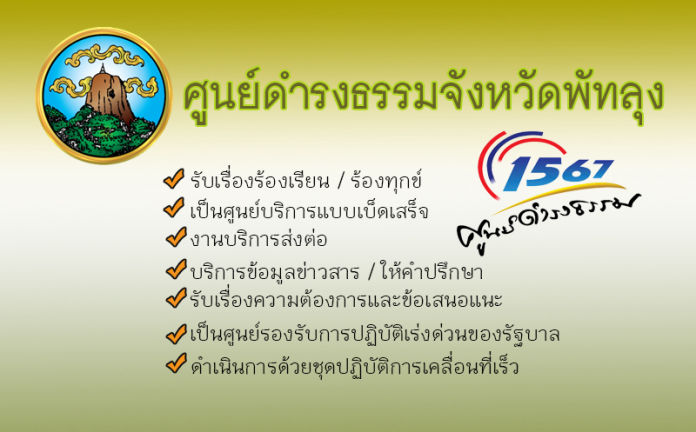 ศูนย์ดำรงธรรมจังหวัดพัทลุง
1567
ศูนย์ดำรงธรรม
รับเรื่องร้องเรียน / ร้องทุกข์
เป็นศูนย์บริการแบบเบ็ดเสร็จ
งานบริการส่งต่อ
บริการข้อมูลข่าวสาร / ให้คำปรึกษา
รับเรื่องความต้องการและข้อเสนอแนะ
เป็นศูนย์รองรับการปฏิบัติเร่งด่วนของรัฐบาล
ดำเนินการด้วยชุดปฏิบัติการเคลื่อนที่เร็ว